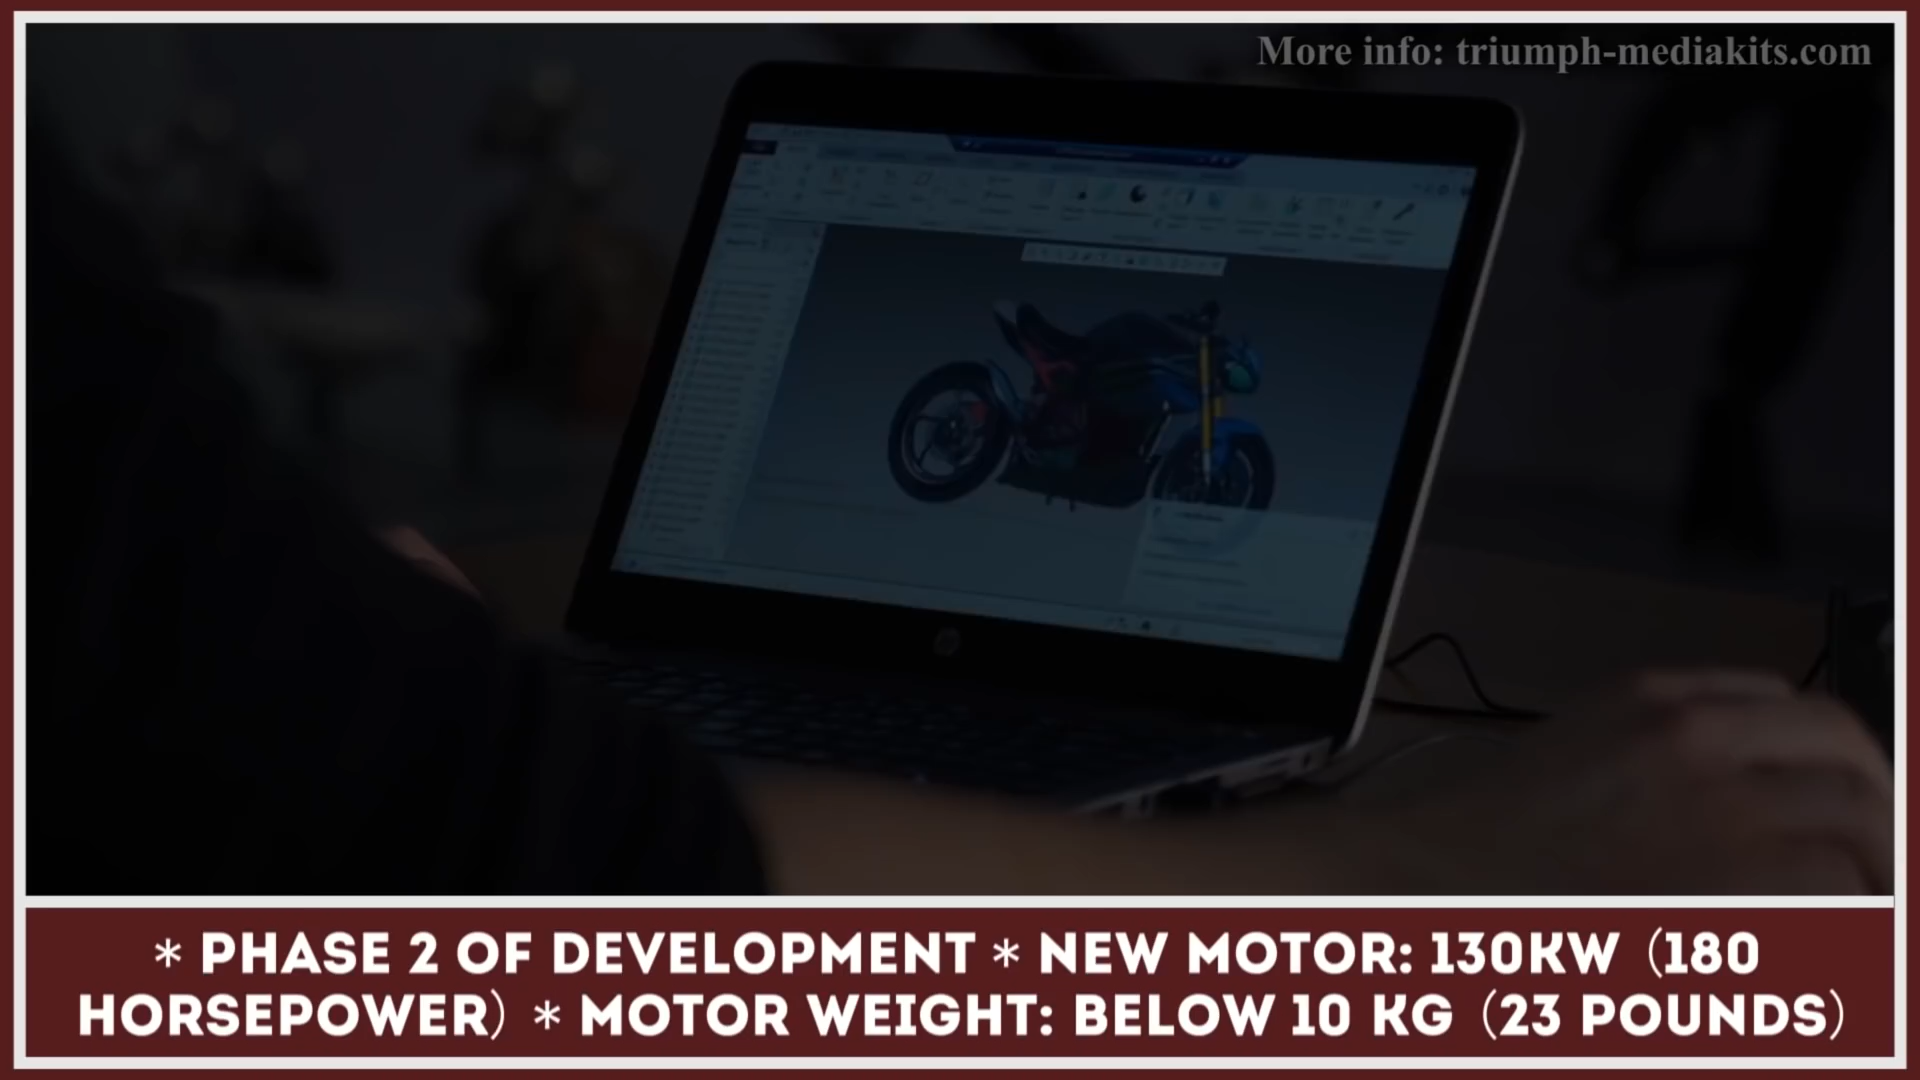 More info: triumph-mediakits.com
* PHASE 2 OF DEVELOPMENT * NEW MOTOR: 130KW (180
HORSEPOWER) * MOTOR WEIGHT: BELOW 10 KG (23 POUNDS)